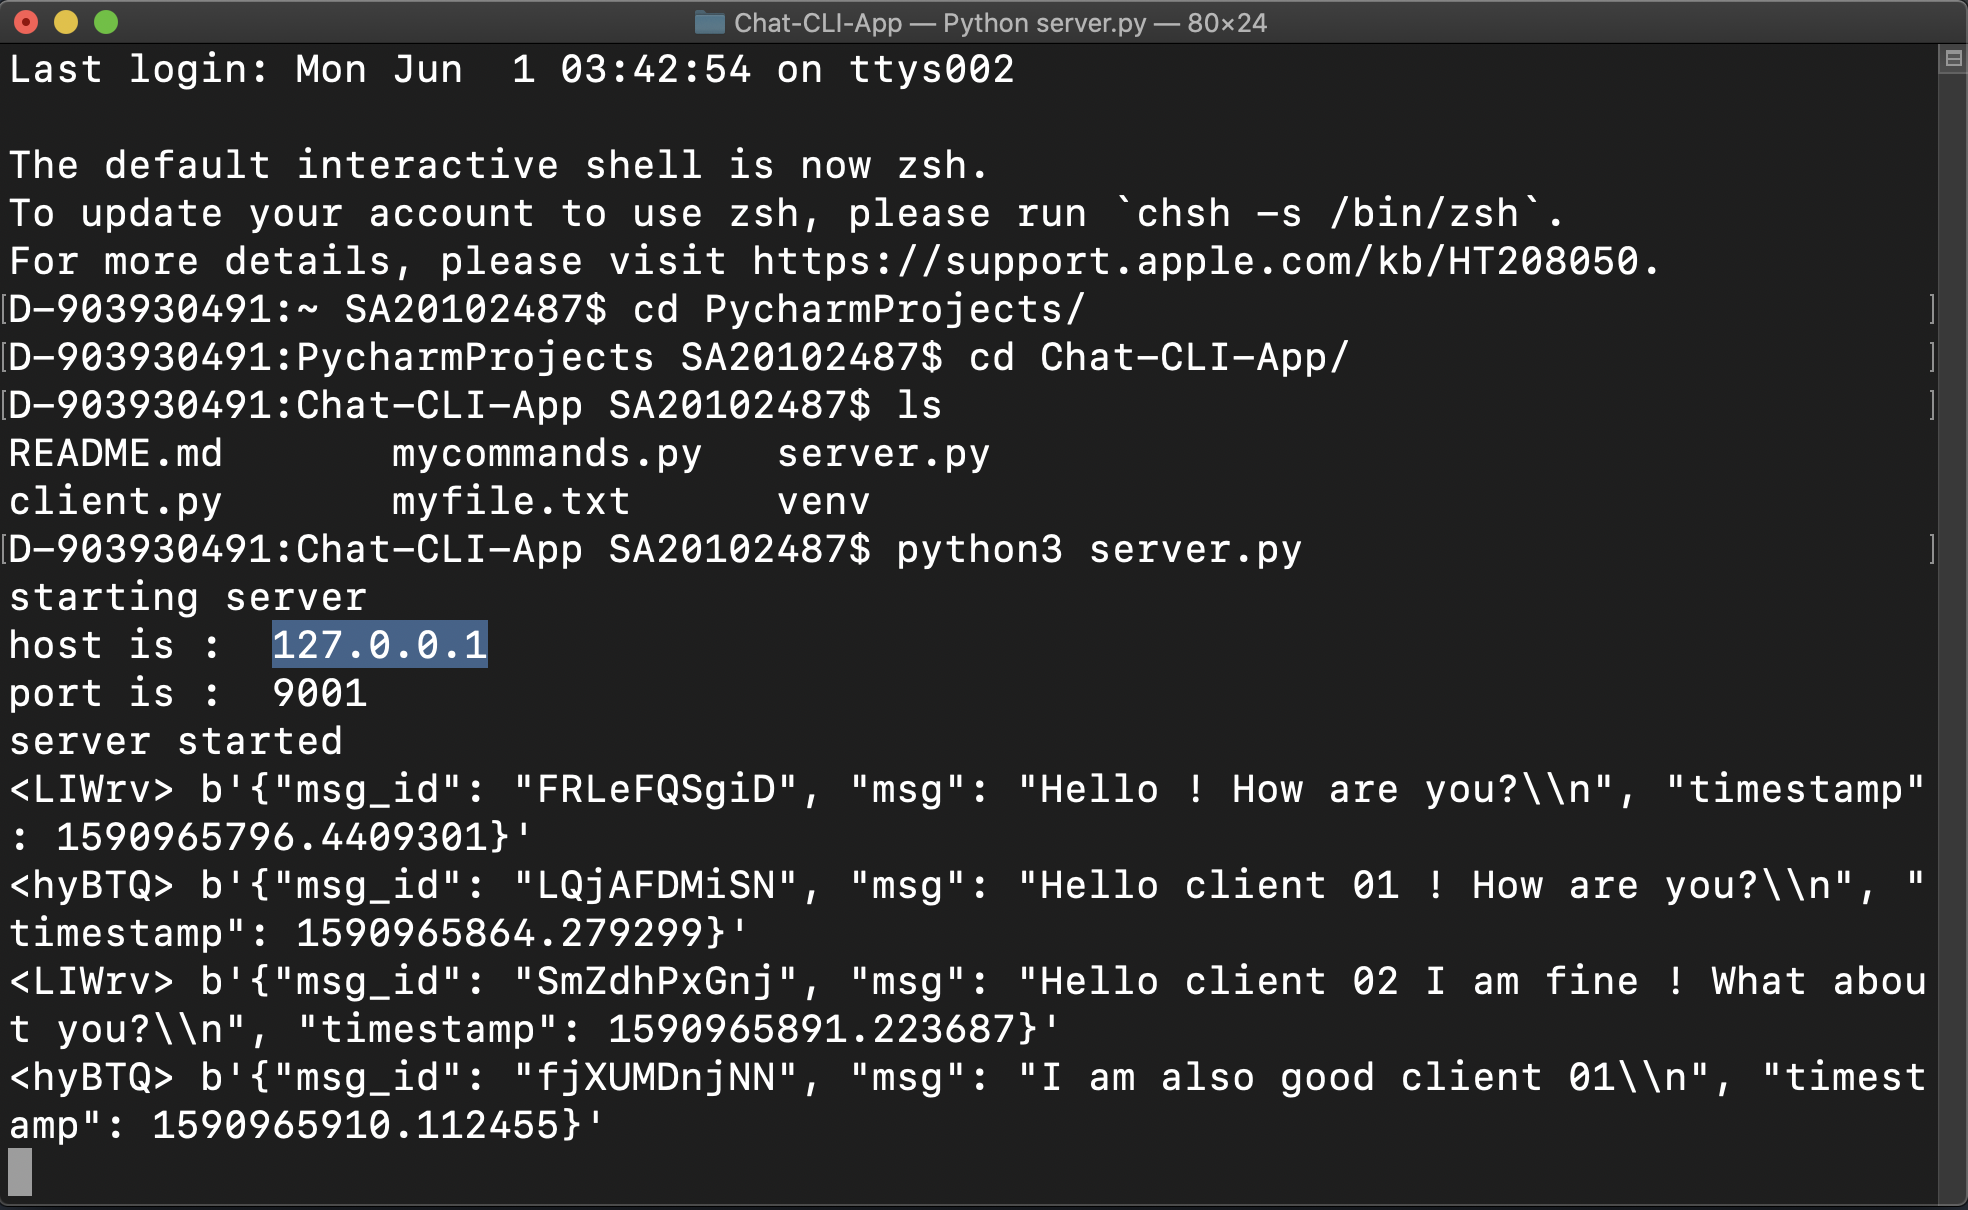 Chat-CLI-App — Python server.py — 80×24
Last login: Mon Jun  1 03:42:54 on ttys002
The default interactive shell is now zsh.
To update your account to use zsh, please run `chsh -s /bin/zsh`.
For more details, please visit https://support.apple.com/kb/HT208050.
[D-903930491:~ SA20102487$ cd PycharmProjects/ ]
[D-903930491:PycharmProjects SA20102487$ cd Chat-CLI-App/ ]
[D-903930491:Chat-CLI-App SA20102487$ ls ]
README.md       mycommands.py   server.py
client.py       myfile.txt      venv
[D-903930491:Chat-CLI-App SA20102487$ python3 server.py ]
starting server
host is :  127.0.0.1
port is :  9001
server started
<LIWrv> b'{"msg_id": "FRLeFQSgiD", "msg": "Hello ! How are you?\\n", "timestamp"
: 1590965796.4409301}'
<hyBTQ> b'{"msg_id": "LQjAFDMiSN", "msg": "Hello client 01 ! How are you?\\n", "
timestamp": 1590965864.279299}'
<LIWrv> b'{"msg_id": "SmZdhPxGnj", "msg": "Hello client 02 I am fine ! What abou
t you?\\n", "timestamp": 1590965891.223687}'
<hyBTQ> b'{"msg_id": "fjXUMDnjNN", "msg": "I am also good client 01\\n", "timest
amp": 1590965910.112455}'